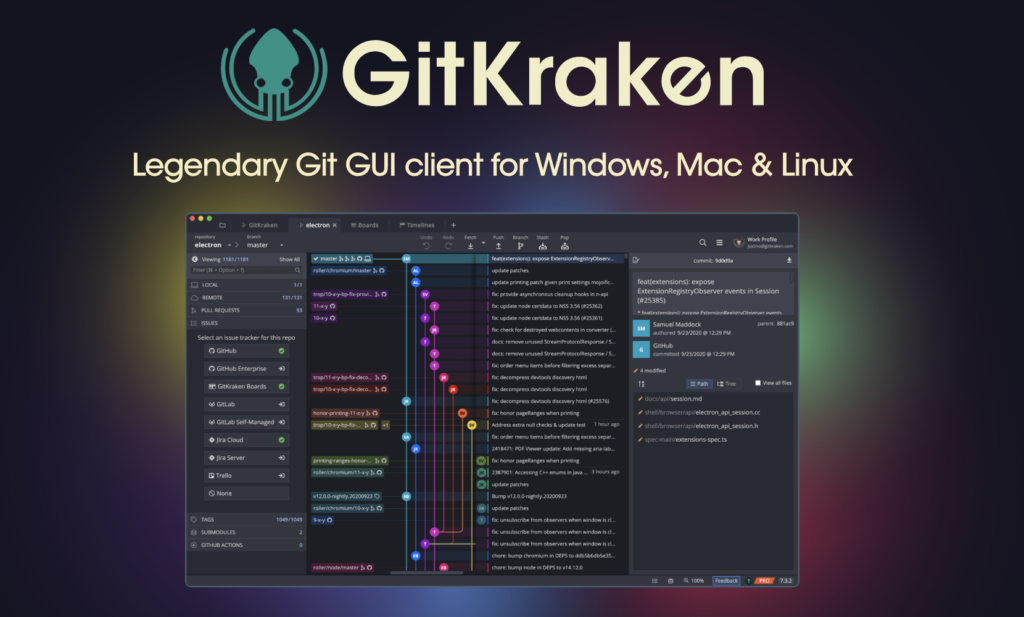 GitKraken
Legendary Git GUI client for Windows, Mac & Linux
GitKraken
electron
Boards
Timelines
repository
electron
Branch
master
Undo
Redo
Fetch
Push
Branch
Stash
Pop
Work Profile
Viewing 1181/1181 Show All
Filter (⌘ + Option + f)
LOCAL 1/1
REMOTE 131/131
PULL REQUESTS 93
ISSUES
Select an issue tracker for this repo
GitHub
GitHub Enterprise
GitKraken Boards
GitLab
GitLab Self-Managed
Jira Cloud
Jira Server
Trello
None
TAGS 1049/1049
SUBMODULES 2
GITHUB ACTIONS 0
master
feat(extensions): expose ExtensionRegistryObserv...
roller/chromium/master
update patches
update printing.patch given print settings mojofic...
trop/10-x-y-bp-fix-provi...
fix: provide asynchronous cleanup hooks in n-api
11-x-y
fix: update node certdata to NSS 3.56 (#25362)
10-x-y
fix: update node certdata to NSS 3.56 (#25361)
fix: check for destroyed webcontents in converter (...
docs: remove unused StreamProtocolResponse / S...
docs: remove unused StreamProtocolResponse / S...
fix: order menu items before filtering excess separ...
trop/11-x-y-bp-fix-deco...
fix: decompress devtools discovery html
trop/10-x-y-bp-fix-deco...
fix: decompress devtools discovery html
fix: decompress devtools discovery html (#25576)
honor-printing-11-x-y
fix: honor pageRanges when printing
trop/10-x-y-bp-fix-...
+1
Address extra null checks & update test 1 hour ago
fix: order menu items before filtering excess separ...
2418471: PDF Viewer update: Add missing aria-lab...
printing-ranges-honor-...
fix: honor pageRanges when printing
roller/chromium/11-x-y
2387901: Accessing C++ enum in Java ... 3 hours ago
update patches
v12.0.0-nightly.20200923
Bump v12.0.0-nightly.20200923
roller/chromium/10-x-y
update patches
9-x-y
fix: unsubscribe from observers when window is cl...
fix: unsubscribe from observers when window is cl...
fix: unsubscribe from observers when window is cl...
chore: bump chromium in DEPS to
roller/node/master
chore: bump node in DEPS to v14.12.0
commit: 9d0d9a
feat(extensions): expose
ExtensionRegistryObserver events in Session
(#25385)
* feat(extensions): expose ExtensionRegistryObserver
SM
Samuel Maddock
authored 9/23/2020 @ 12:29 PM
parent: 881ac9
G
GitHub
committed 9/23/2020 @ 12:29 PM
4 modified
Path
Tree
View all files
docs/api/session.md
shell/browser/api/electron_api_session.cc
shell/browser/api/electron_api_session.h
spec-main/extensions-spec.ts
100%
Feedback
PRO
7.3.2